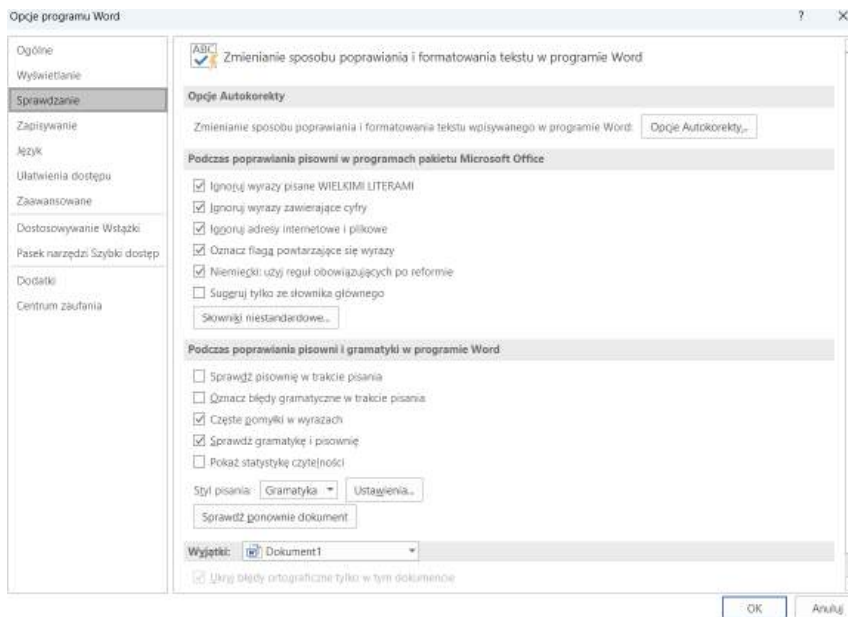 Opcje programu Word
?
Ogólne
Wyświetlanie
Sprawdzanie
Zapisywanie
Język
Ułatwienia dostępu
Zaawansowane
Dostosowywanie Wstążki
Pasek narzędzi Szybki dostęp
Dodatki
Centrum zaufania
ABC
Zmienianie sposobu poprawiania i formatowania tekstu w programie Word
Opcje Autokorekty
Zmienianie sposobu poprawiania i formatowania tekstu wpisywanego w programie Word: Opcje Autokorekty...
Podczas poprawiania pisowni w programach pakietu Microsoft Office
Ignoruj wyrazy pisane WIELKIMI LITERAMI
Ignoruj wyrazy zawierające cyfry
Ignoruj adresy internetowe i plikowe
Oznacz flagą powtarzające się wyrazy
Niemiecki: użyj reguł obowiązujących po reformie
Sugeruj tylko ze słownika głównego
Słowniki niestandardowe...
Podczas poprawiania pisowni i gramatyki w programie Word
Sprawdź pisownię w trakcie pisania
Oznacz błędy gramatyczne w trakcie pisania
Częste pomyłki w wyrazach
Sprawdź gramatykę i pisownię
Pokaż statystykę czytelności
Styl pisania: Gramatyka Ustawienia...
Sprawdź ponownie dokument
Wyjątki: Dokument1
Ukryj błędy ortograficzne tylko w tym dokumencie
OK Anuluj